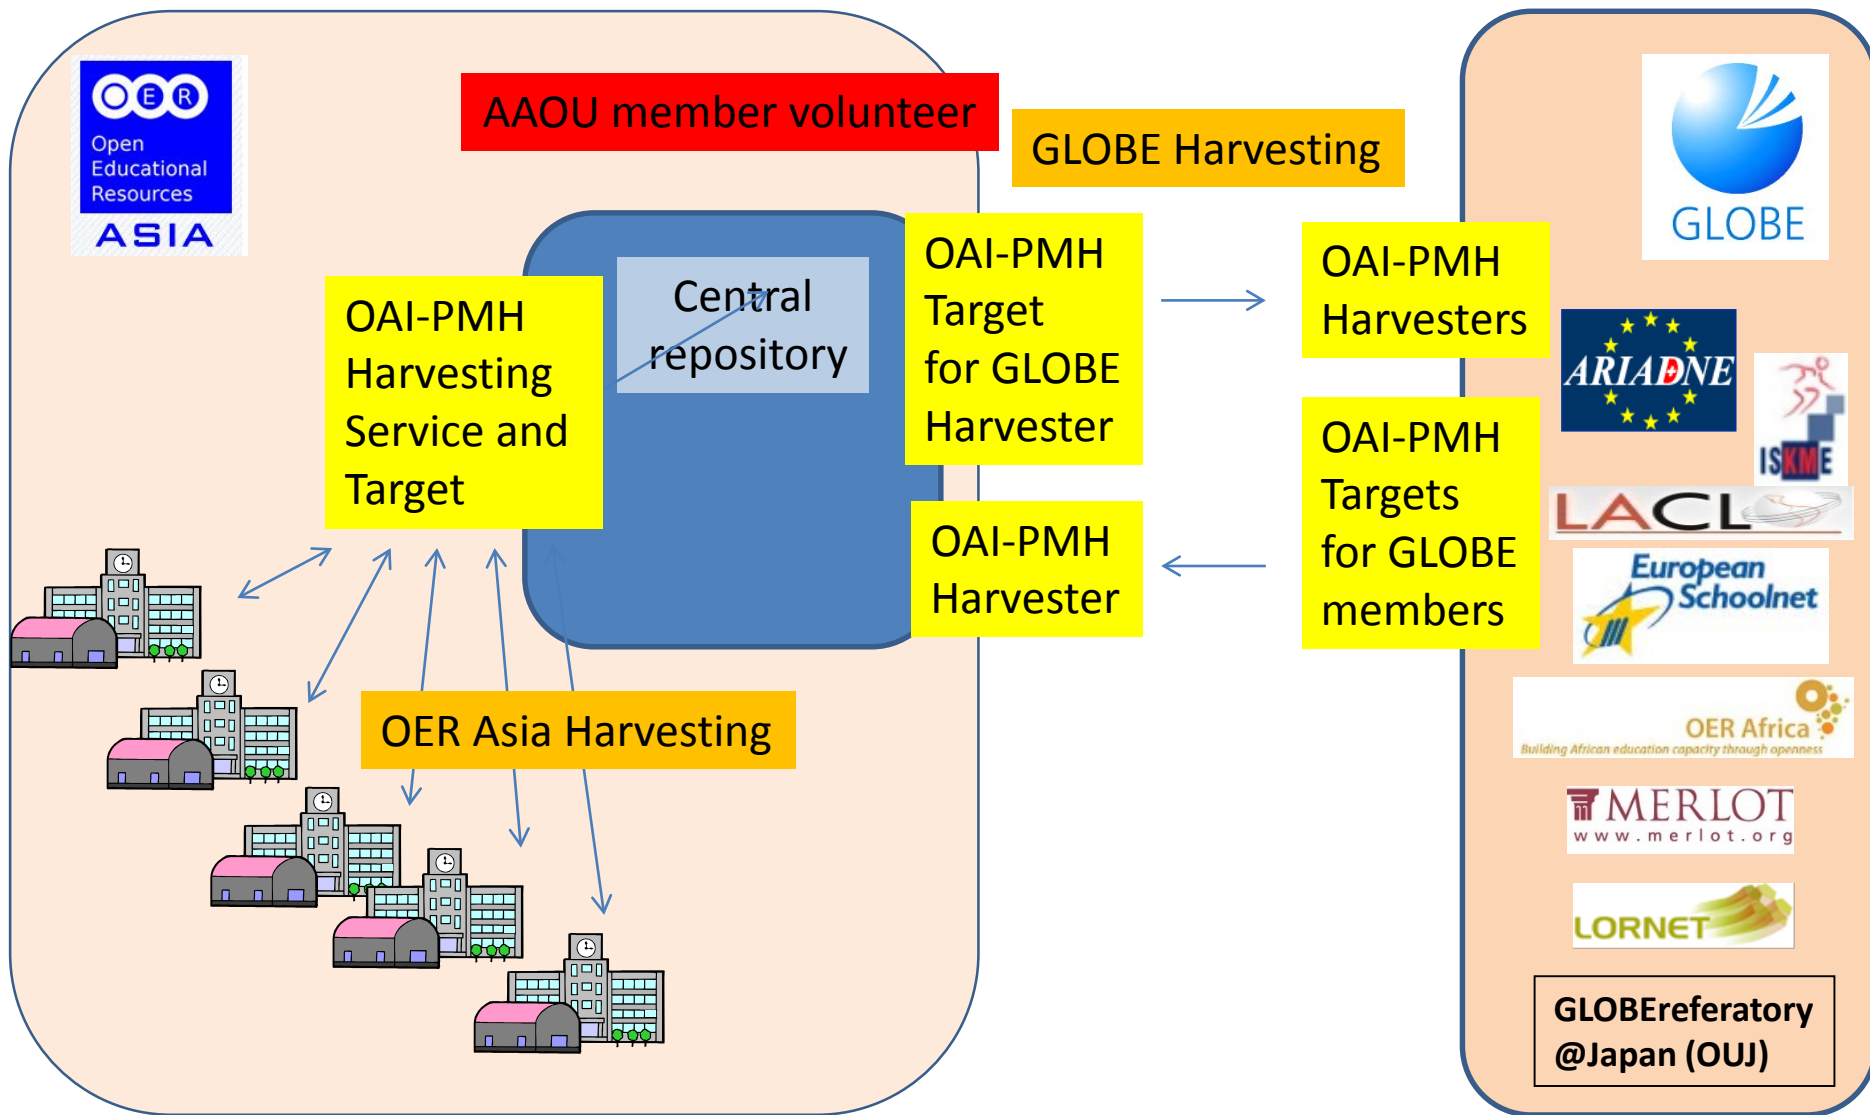 OER
Open
Educational
Resources
ASIA
AAOU member volunteer
GLOBE Harvesting
GLOBE
OAI-PMH
Harvesting
Service and
Target
Central
repository
OAI-PMH
Target
for GLOBE
Harvester
OAI-PMH
Harvesters
OAI-PMH
Harvester
OAI-PMH
Targets
for GLOBE
members
OER Asia Harvesting
ARIADNE
ISKME
LACL
European
Schoolnet
OER Africa
Building African education capacity through openness
MERLOT
www.merlot.org
LORNET
GLOBEreferatory
@Japan (OUJ)